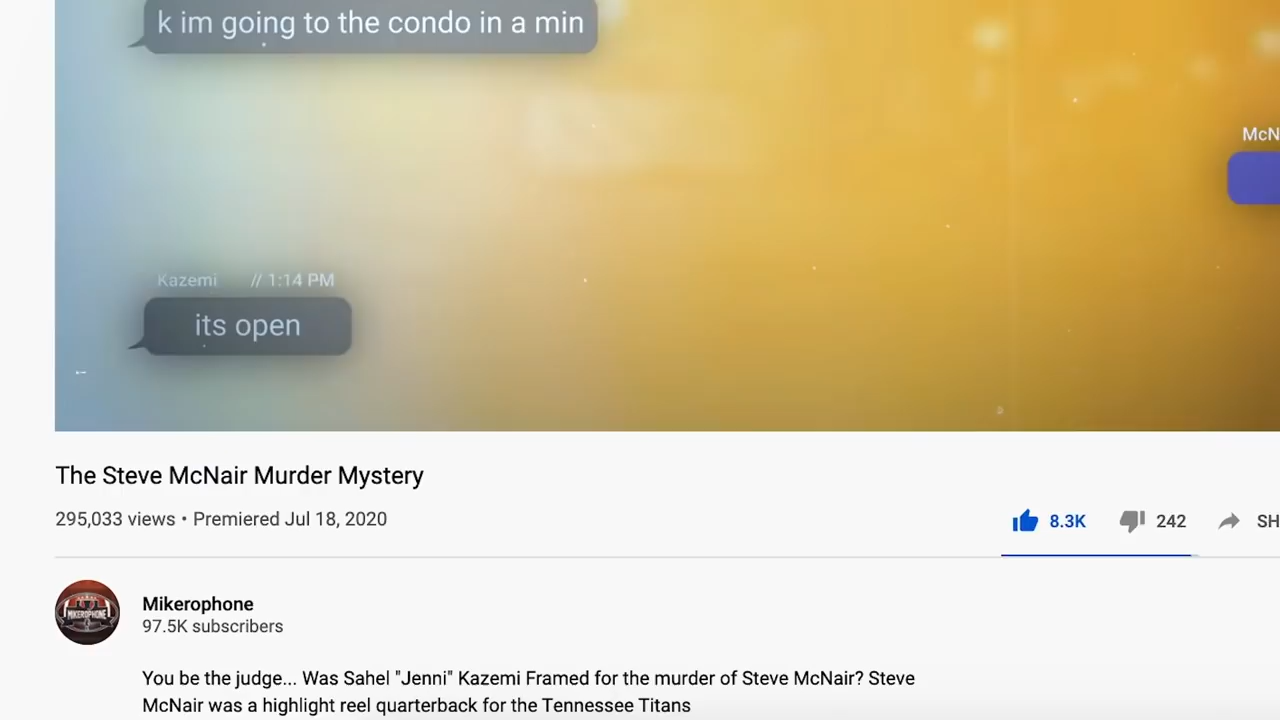 k im going to the condo in a min
McN
Kazemi // 1:14 PM
its open
The Steve McNair Murder Mystery
295,033 views • Premiered Jul 18, 2020
8.3K 242 SH
MIKEROPHONE
Mikerophone
97.5K subscribers
You be the judge... Was Sahel "Jenni" Kazemi Framed for the murder of Steve McNair? Steve
McNair was a highlight reel quarterback for the Tennessee Titans